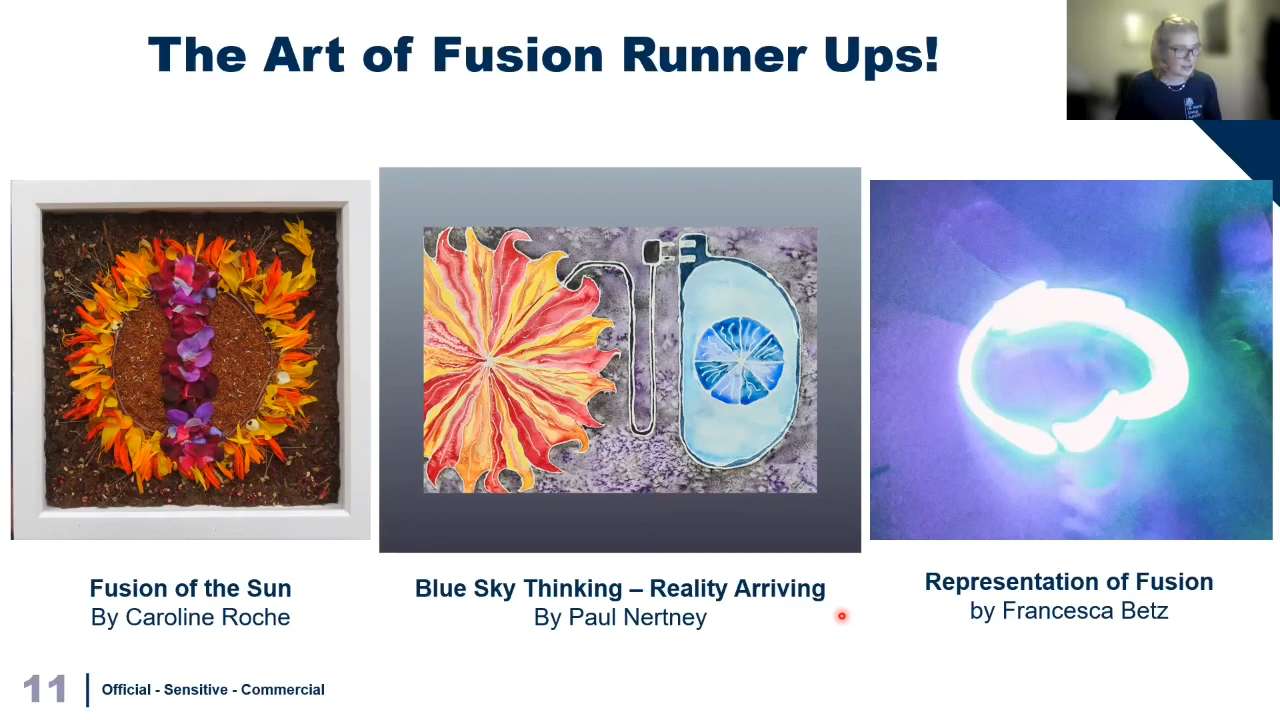 The Art of Fusion Runner Ups!
Fusion of the Sun
By Caroline Roche
Blue Sky Thinking – Reality Arriving
By Paul Nertney
Representation of Fusion
by Francesca Betz
11
Official - Sensitive - Commercial